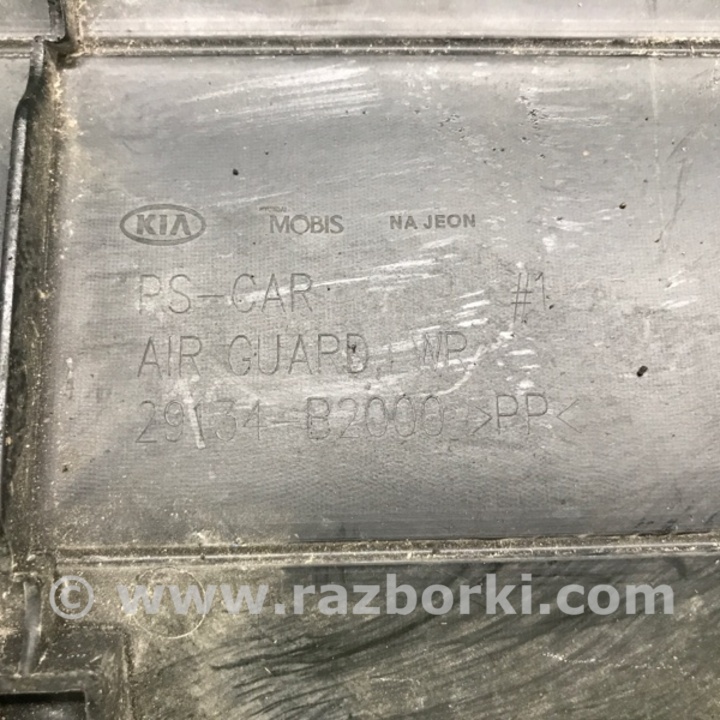 KIA MOBIS NA JEON
PS-CAR #1
AIR GUARD, LWR
29134-B2000 >PP<
© www.razborki.com